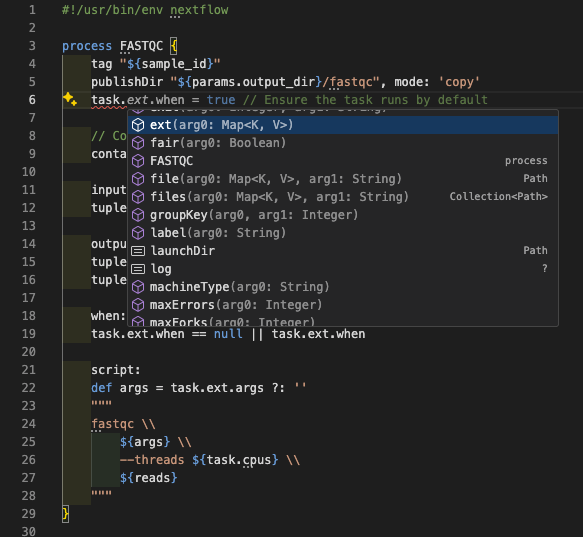 1 #!/usr/bin/env nextflow
2
3 process FASTQC {
4 tag "${sample_id}"
5 publishDir "${params.output_dir}/fastqc", mode: 'copy'
6 task.ext.when = true // Ensure the task runs by default
7
ext(arg0: Map<K, V>)
8 // Co
fair(arg0: Boolean)
9 conta
FASTQC process
10
file(arg0: Map<K, V>, arg1: String) Path
11 input
files(arg0: Map<K, V>, arg1: String) Collection<Path>
12 tuple
groupKey(arg0, arg1: Integer)
13
label(arg0: String)
14 outpu
launchDir Path
15 tuple
log ?
16 tuple
machineType(arg0: String)
17
maxErrors(arg0: Integer)
18 when:
maxForks(arg0: Integer)
19 task.ext.when == null || task.ext.when
20
21 script:
22 def args = task.ext.args ?: ''
23 """
24 fastqc \\
25 ${args} \\
26 --threads ${task.cpus} \\
27 ${reads}
28 """
29 }
30